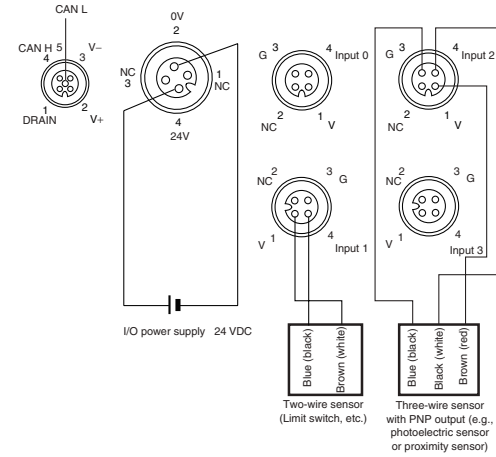 CAN L
CAN H 5 V–
4 3
1 2
DRAIN V+
0V
2
NC
3
1
NC
4
24V
G 3 4 Input 0
2 1
NC V
G 3 4 Input 2
2 1
NC V
NC 2 3 G
V 1 4
Input 1
NC 2 3 G
V 1 4
Input 3
I/O power supply 24 VDC
Blue (black)
Brown (white)
Blue (black)
Black (white)
Brown (red)
Two-wire sensor
(Limit switch, etc.)
Three-wire sensor
with PNP output (e.g.,
photoelectric sensor
or proximity sensor)